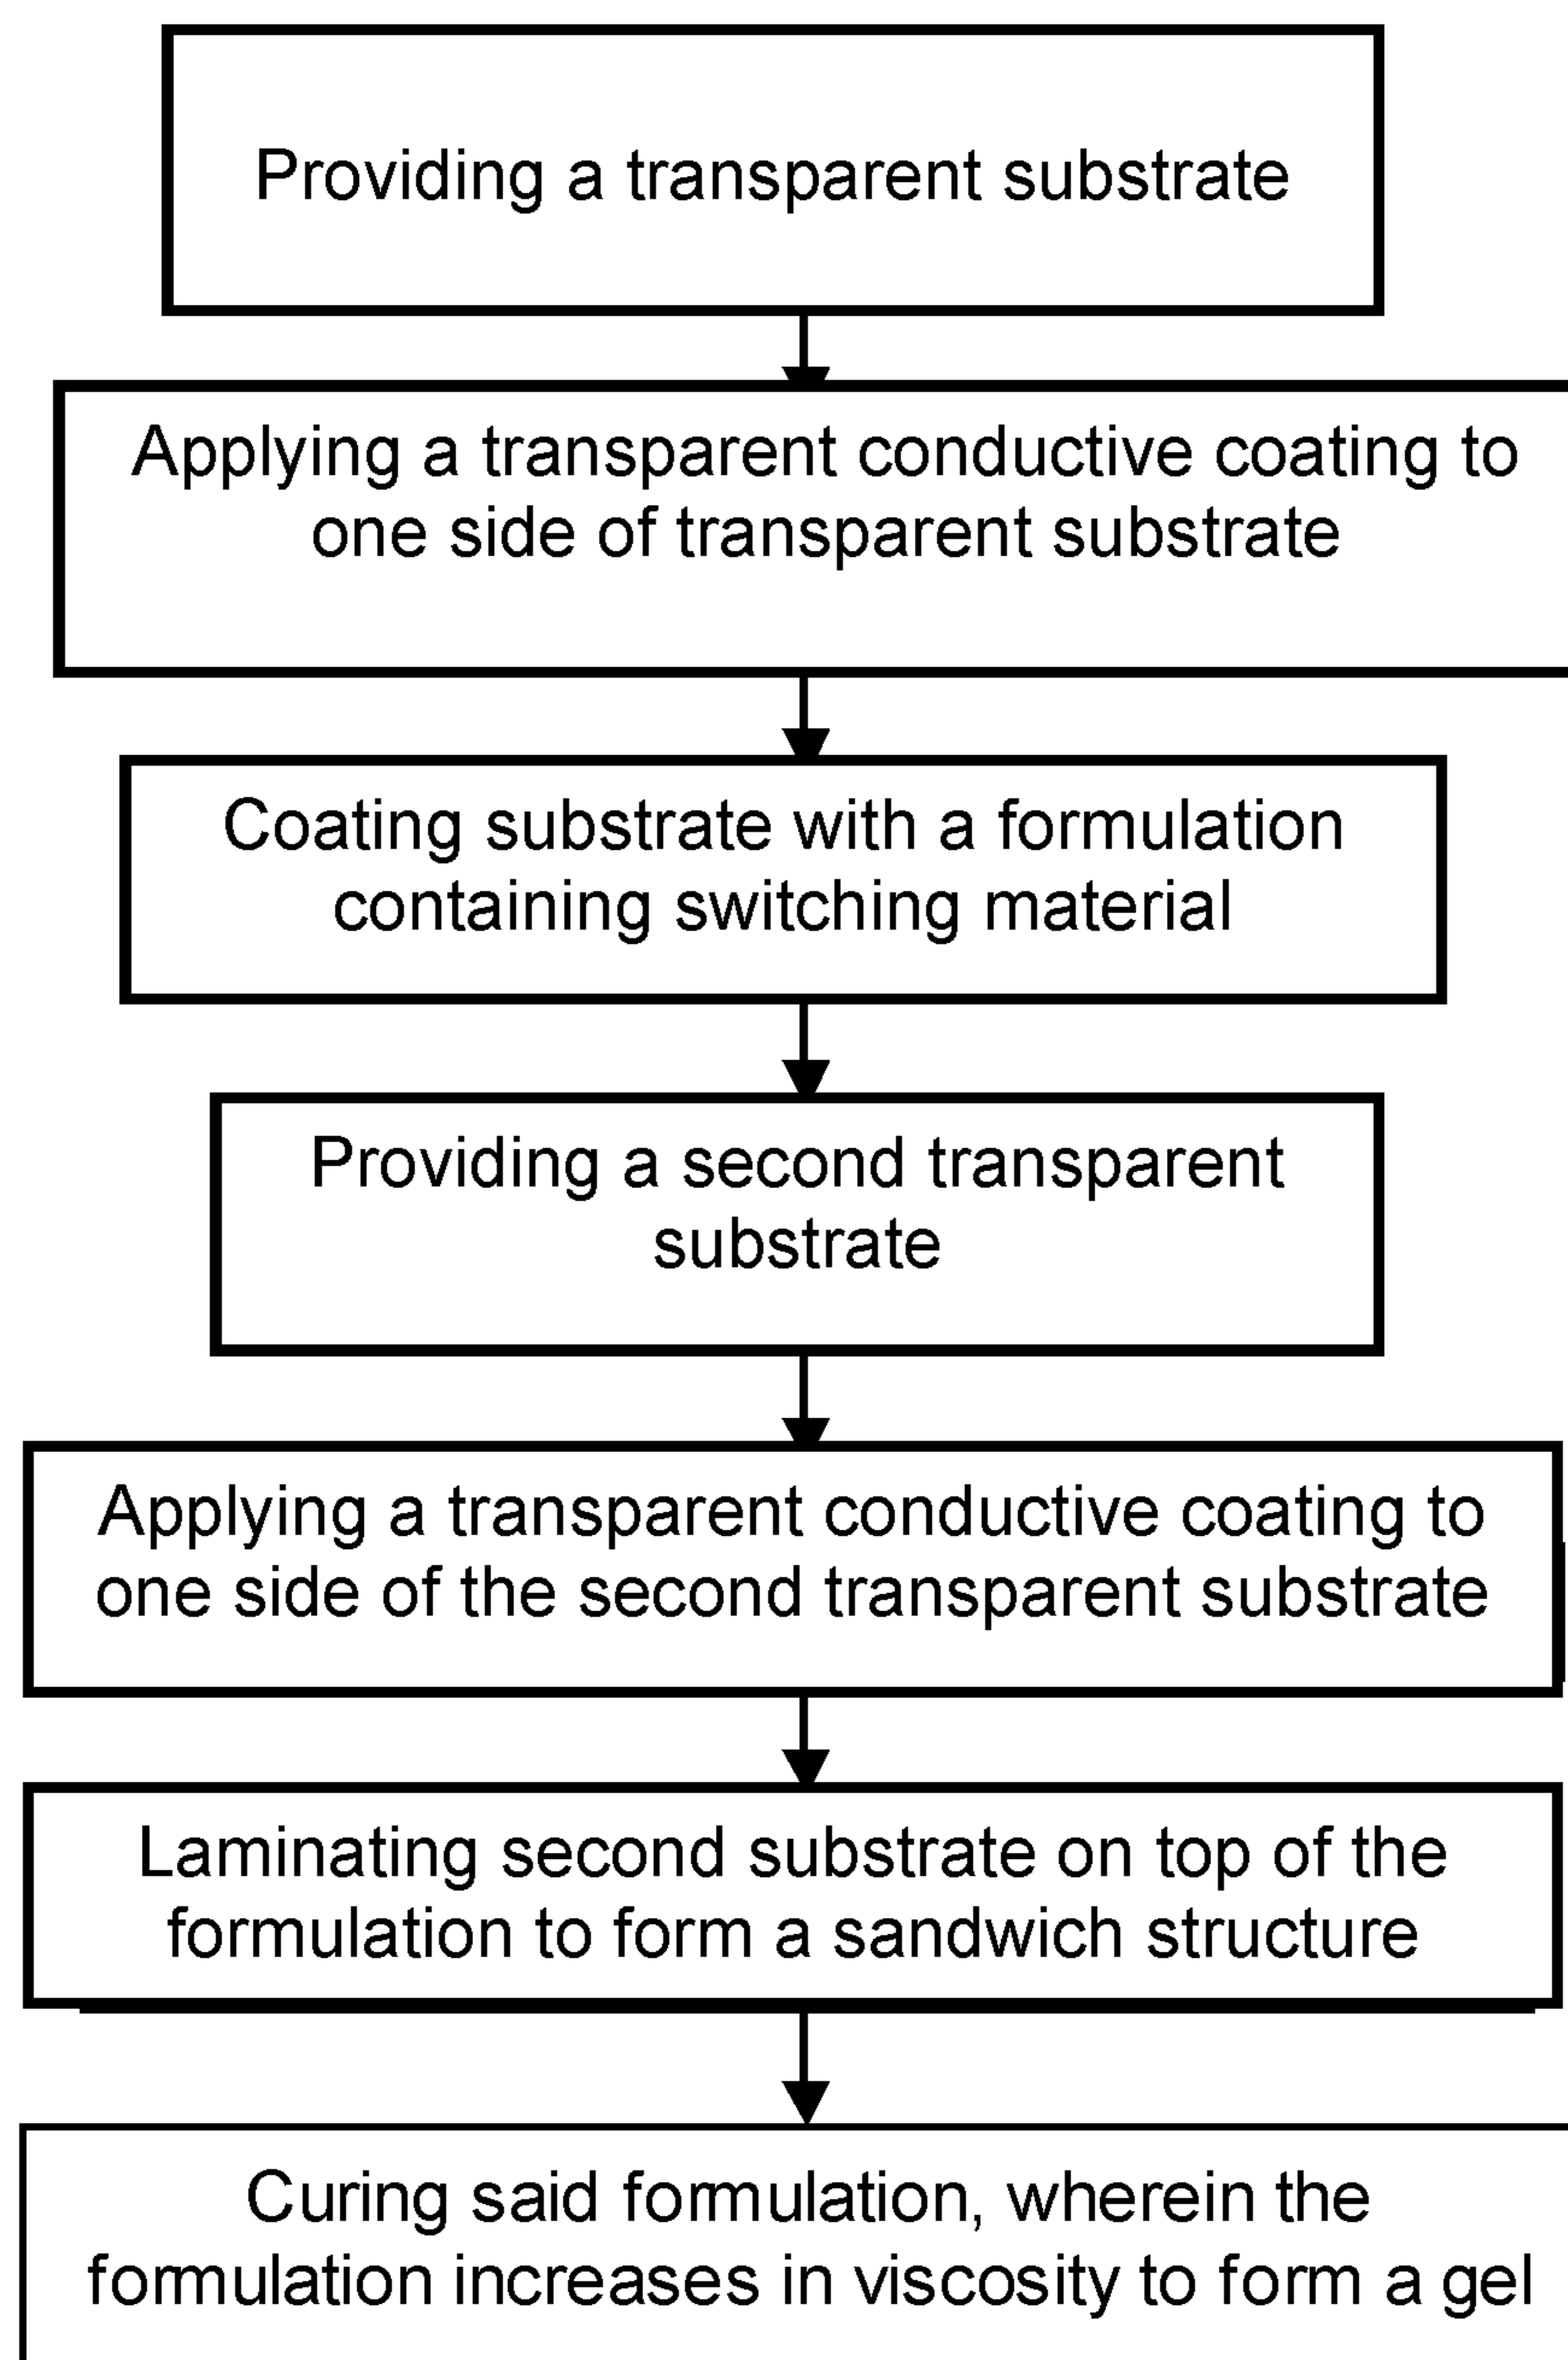 Providing a transparent substrate
Applying a transparent conductive coating to
one side of transparent substrate
Coating substrate with a formulation
containing switching material
Providing a second transparent
substrate
Applying a transparent conductive coating to
one side of the second transparent substrate
Laminating second substrate on top of the
formulation to form a sandwich structure
Curing said formulation, wherein the
formulation increases in viscosity to form a gel